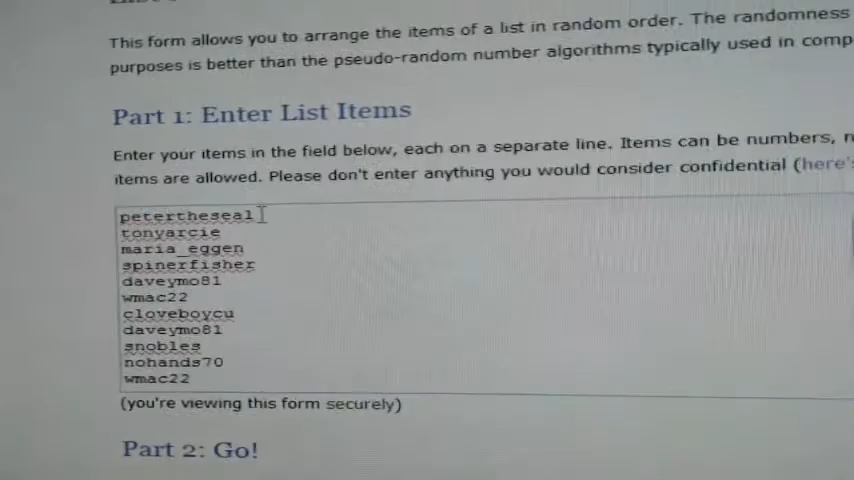 This form allows you to arrange the items of a list in random order. The randomness
purposes is better than the pseudo-random number algorithms typically used in comp
Part 1: Enter List Items
Enter your items in the field below, each on a separate line. Items can be numbers, n
items are allowed. Please don't enter anything you would consider confidential (here's
petertheseal
tonyarcie
maria_eggen
spinerfisher
daveymo81
wmac22
cloveboycu
daveymo81
snobles
nohands70
wmac22
(you're viewing this form securely)
Part 2: Go!